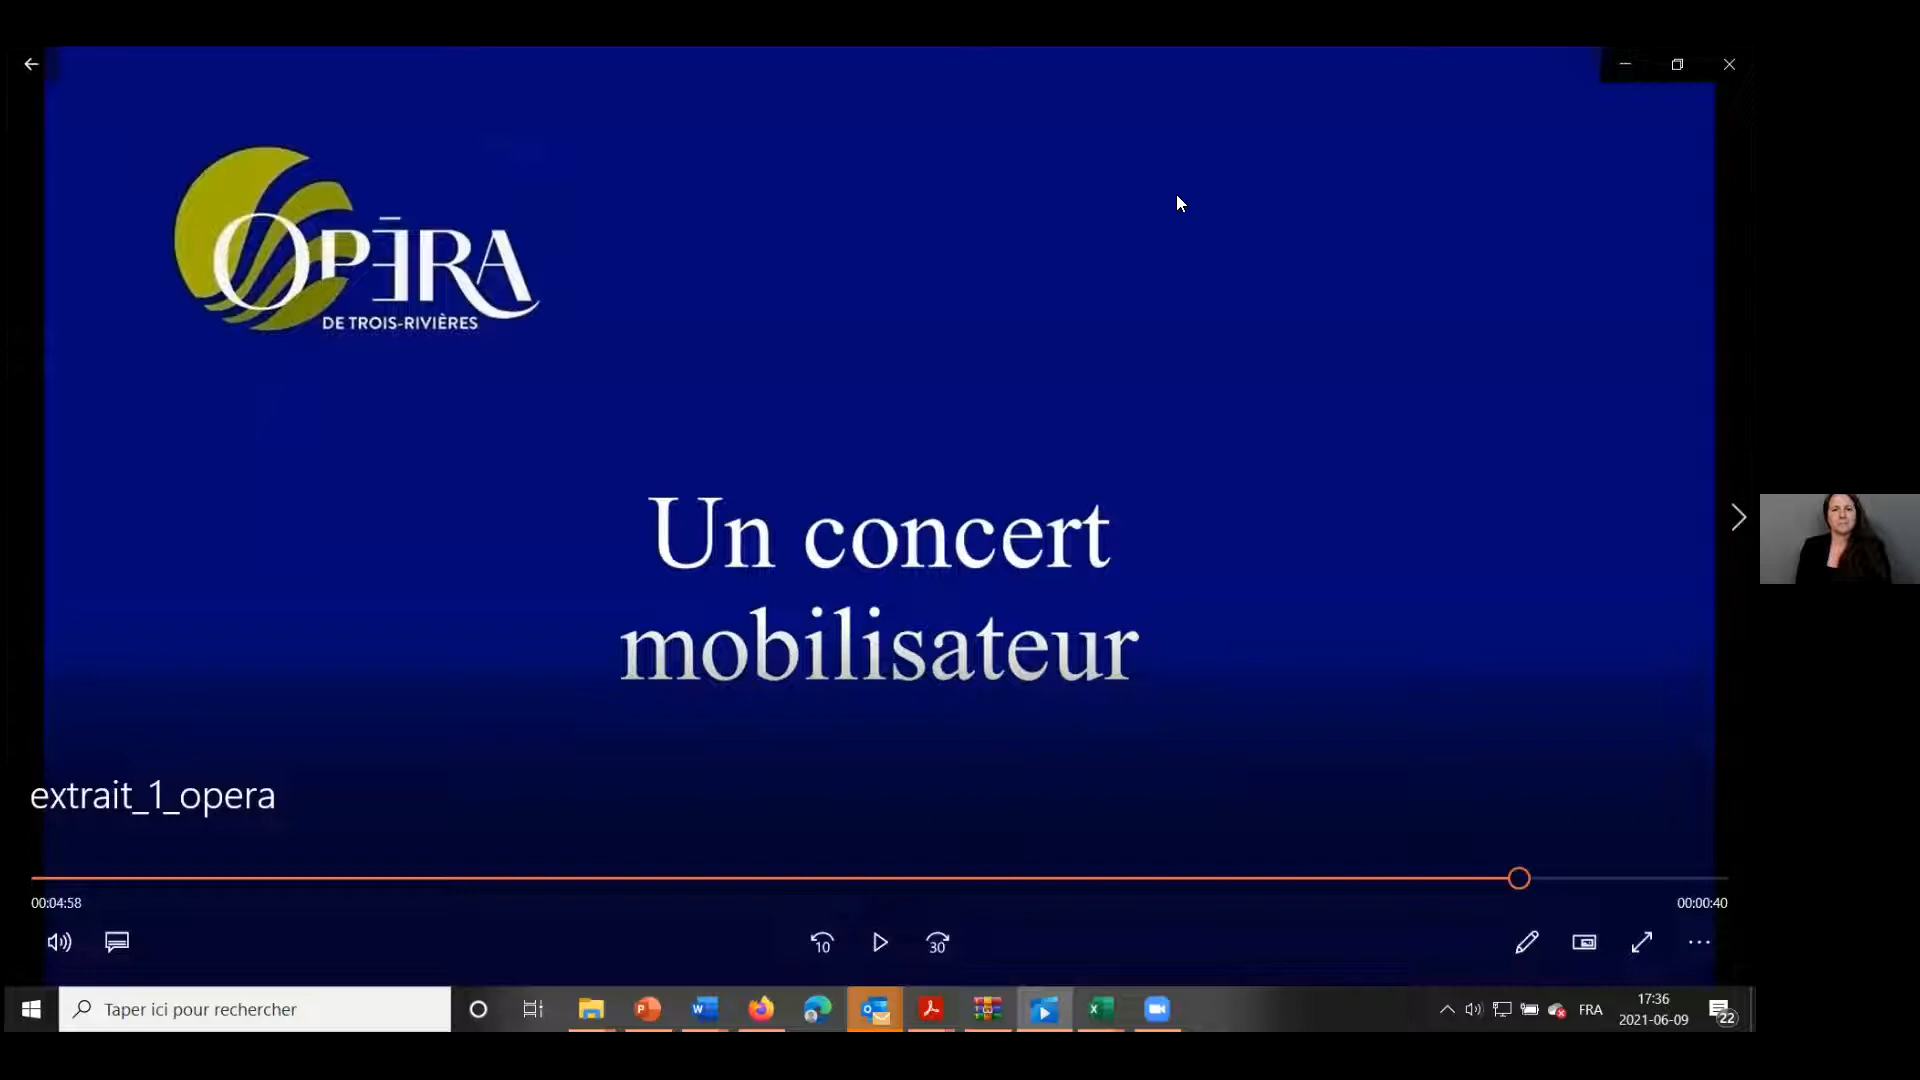 OPÉRA
DE TROIS-RIVIÈRES
Un concert
mobilisateur
extrait_1_opera
00:04:58
00:00:40
10
30
Taper ici pour rechercher
FRA
17:36
2021-06-09
22